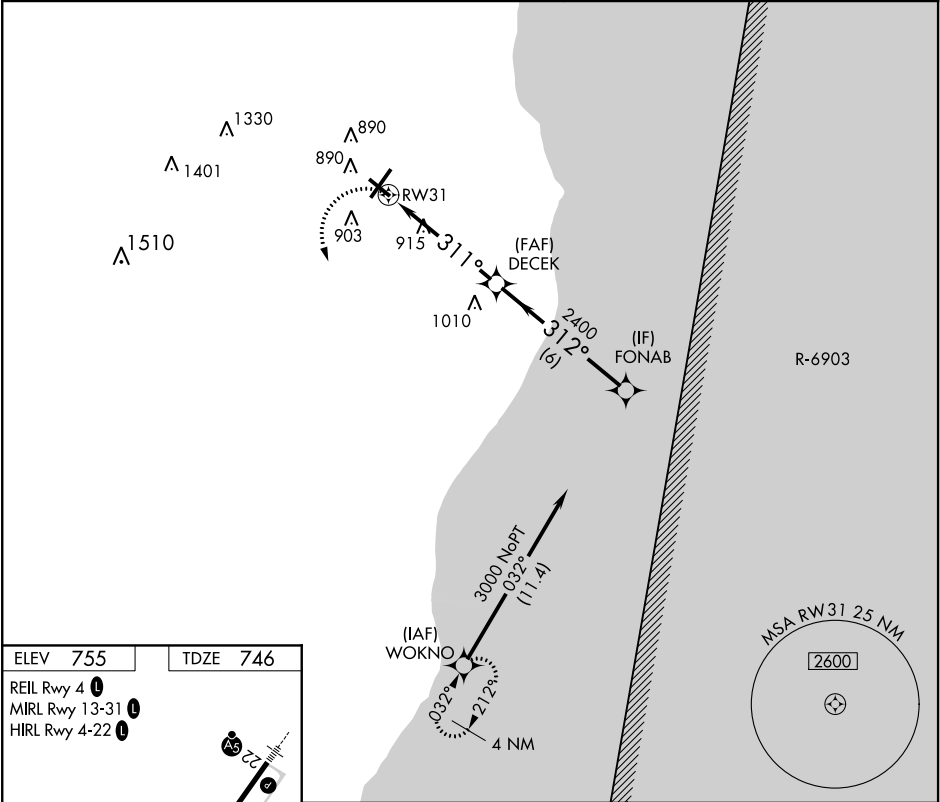 1330
1401
890
890
RW31
1510
903
915
311°
(FAF)
DECEK
1010
2400
312°
(6)
(IF)
FONAB
R-6903
3000 NoPT
032°
(11.4)
(IAF)
WOKNO
032°
212°
4 NM
MSA RW31 25 NM
2600
ELEV 755
TDZE 746
REIL Rwy 4 L
MIRL Rwy 13-31 L
HIRL Rwy 4-22 L
A5
22
P